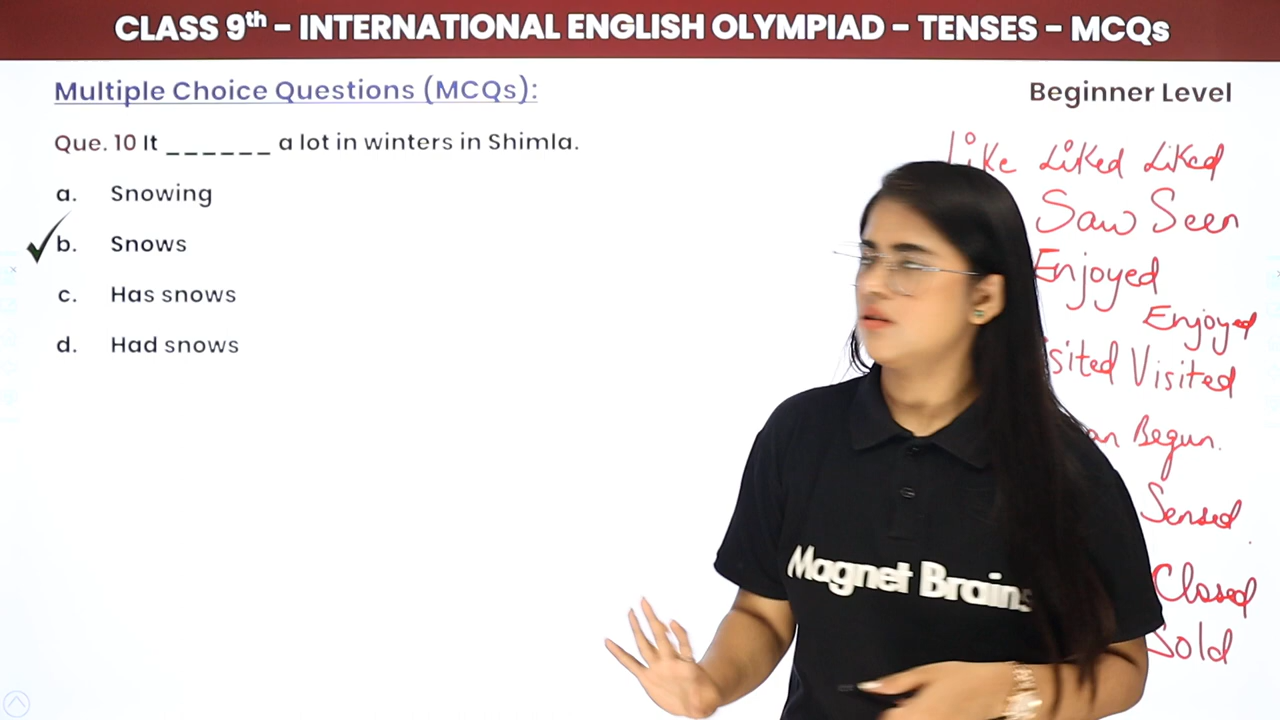 CLASS 9th - INTERNATIONAL ENGLISH OLYMPIAD - TENSES - MCQs
Multiple Choice Questions (MCQs):
Beginner Level
Que. 10 It ______ a lot in winters in Shimla.
a. Snowing
b. Snows
c. Has snows
d. Had snows
Like Liked Liked
Saw Seen
Enjoyed
Enjoyed
Visited
Begun.
Sensed
Closed
Sold
Magnet Brains